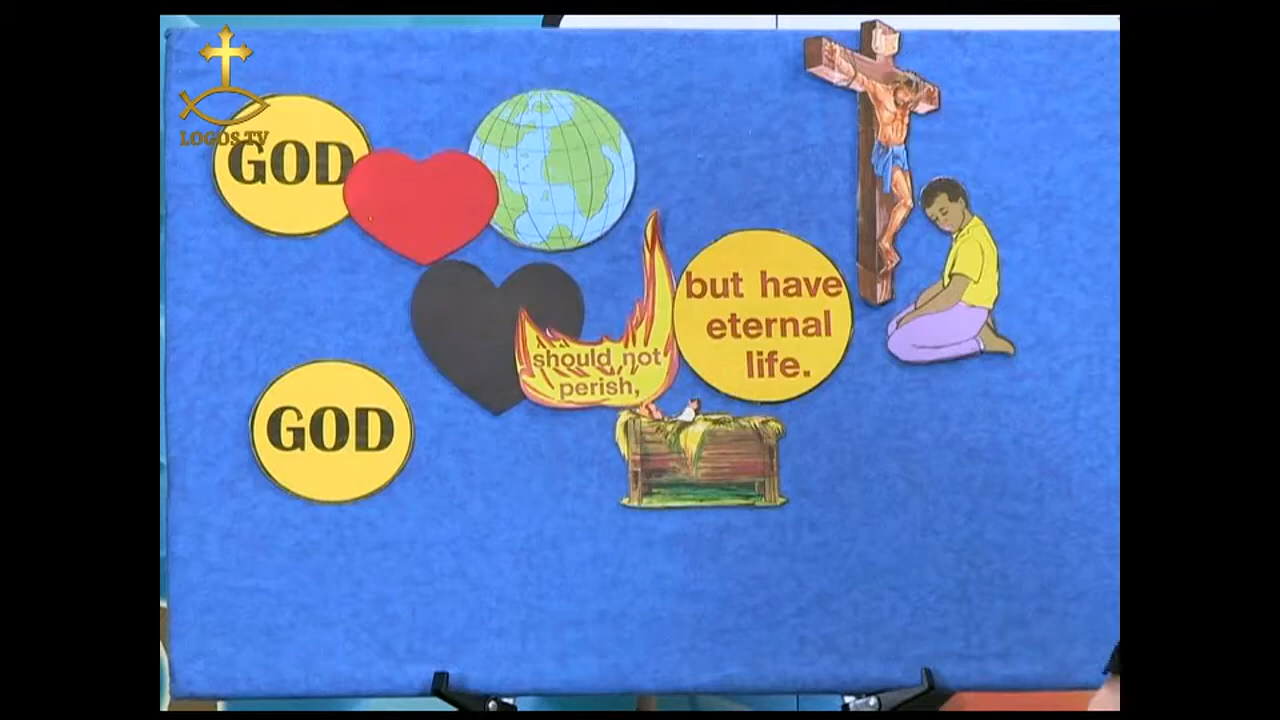 LOGOS TV
GOD
should not
perish,
but have
eternal
life.
GOD